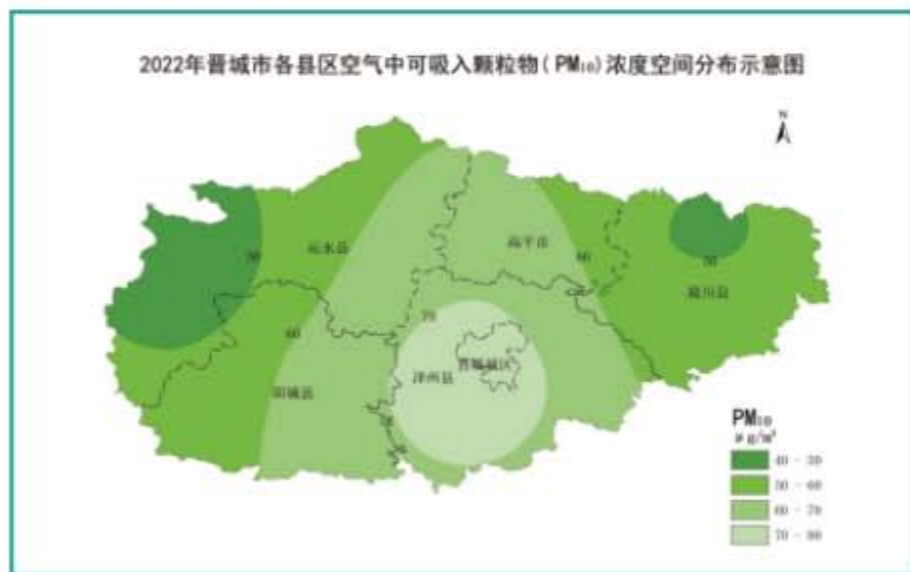 2022年晋城市各县区空气中可吸入颗粒物(PM₁₀)浓度空间分布示意图
N
沁水县
高平市
50
60
50
陵川县
70
60
晋城城区
泽州县
阳城县
PM₁₀
μg/m³
40 - 50
50 - 60
60 - 70
70 - 80